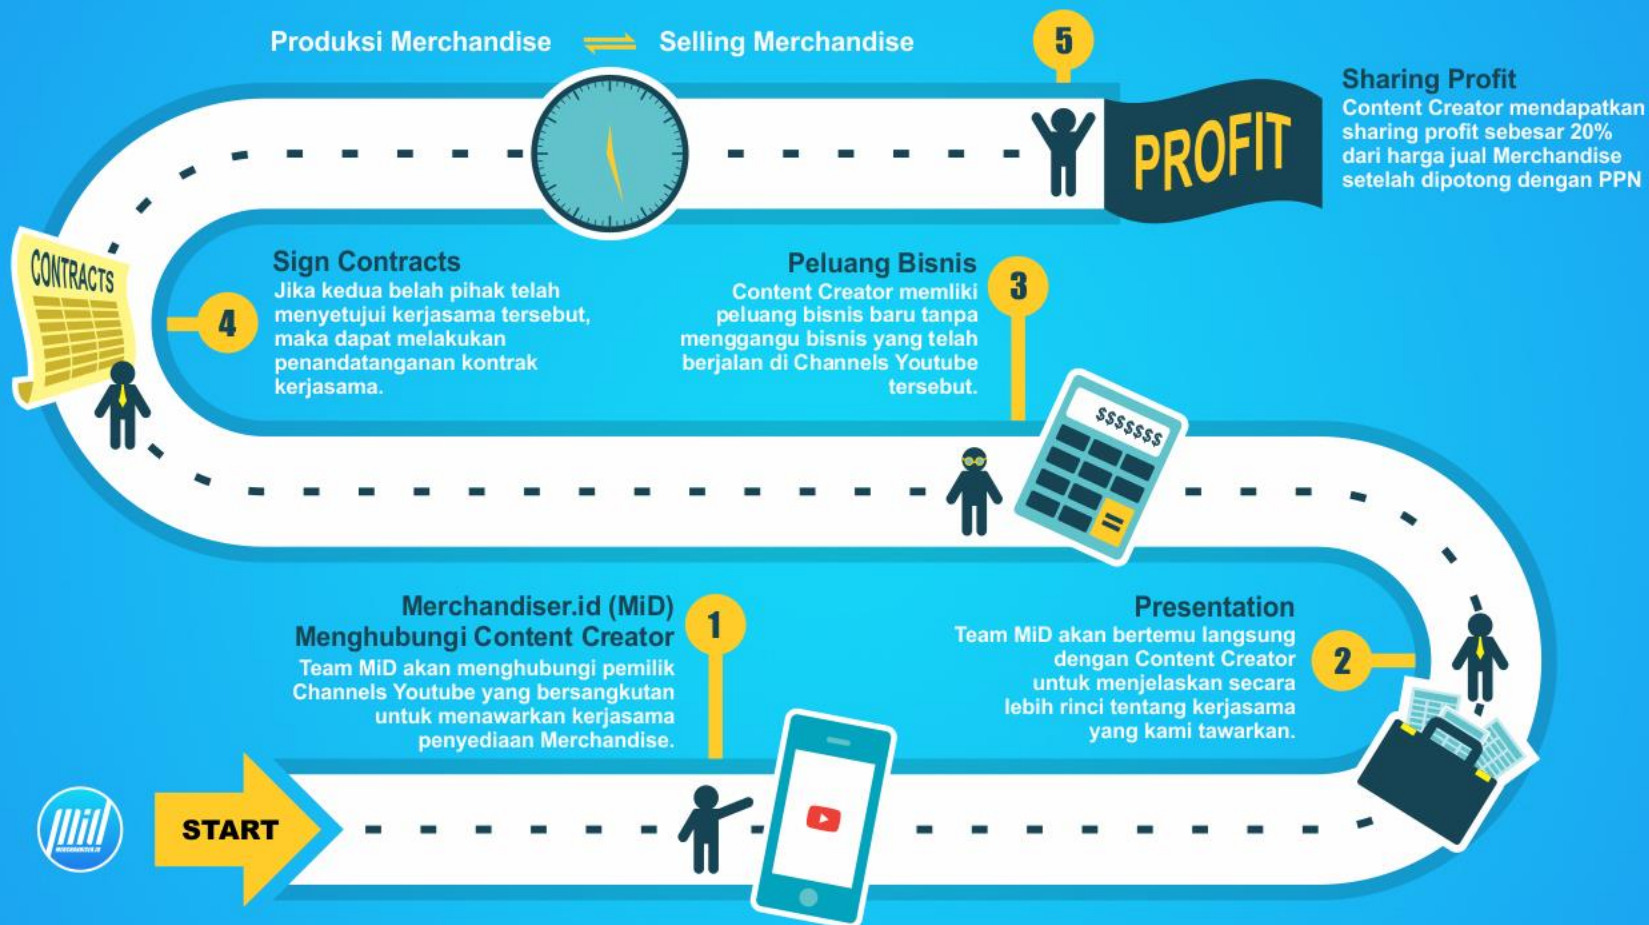 Produksi Merchandise
Selling Merchandise
5
Sharing Profit
Content Creator mendapatkan
sharing profit sebesar 20%
dari harga jual Merchandise
setelah dipotong dengan PPN
PROFIT
CONTRACTS
4
Sign Contracts
Jika kedua belah pihak telah
menyetujui kerjasama tersebut,
maka dapat melakukan
penandatanganan kontrak
kerjasama.
3
Peluang Bisnis
Content Creator memliki
peluang bisnis baru tanpa
menggangu bisnis yang telah
berjalan di Channels Youtube
tersebut.
$$$$$$$
=
1
Merchandiser.id (MiD)
Menghubungi Content Creator
Team MiD akan menghubungi pemilik
Channels Youtube yang bersangkutan
untuk menawarkan kerjasama
penyediaan Merchandise.
2
Presentation
Team MiD akan bertemu langsung
dengan Content Creator
untuk menjelaskan secara
lebih rinci tentang kerjasama
yang kami tawarkan.
START
MERCHANDISER.ID